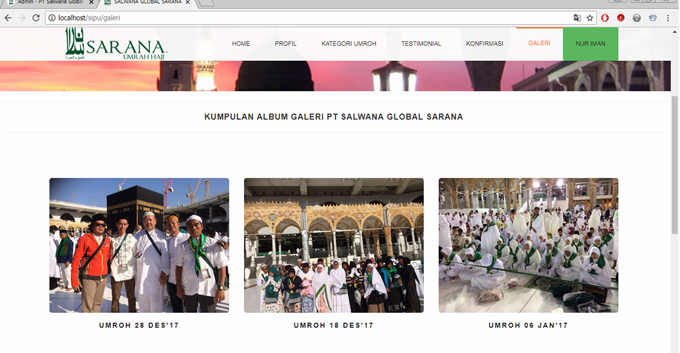 Admin - PT Salwana Global
SALWANA GLOBAL SARANA
localhost/sipu/galeri
SARANA
UMRAH HAJI
HOME PROFIL KATEGORI UMROH TESTIMONIAL KONFIRMASI GALERI NUR IMAN
KUMPULAN ALBUM GALERI PT SALWANA GLOBAL SARANA
UMROH 28 DES'17 UMROH 18 DES'17 UMROH 06 JAN'17